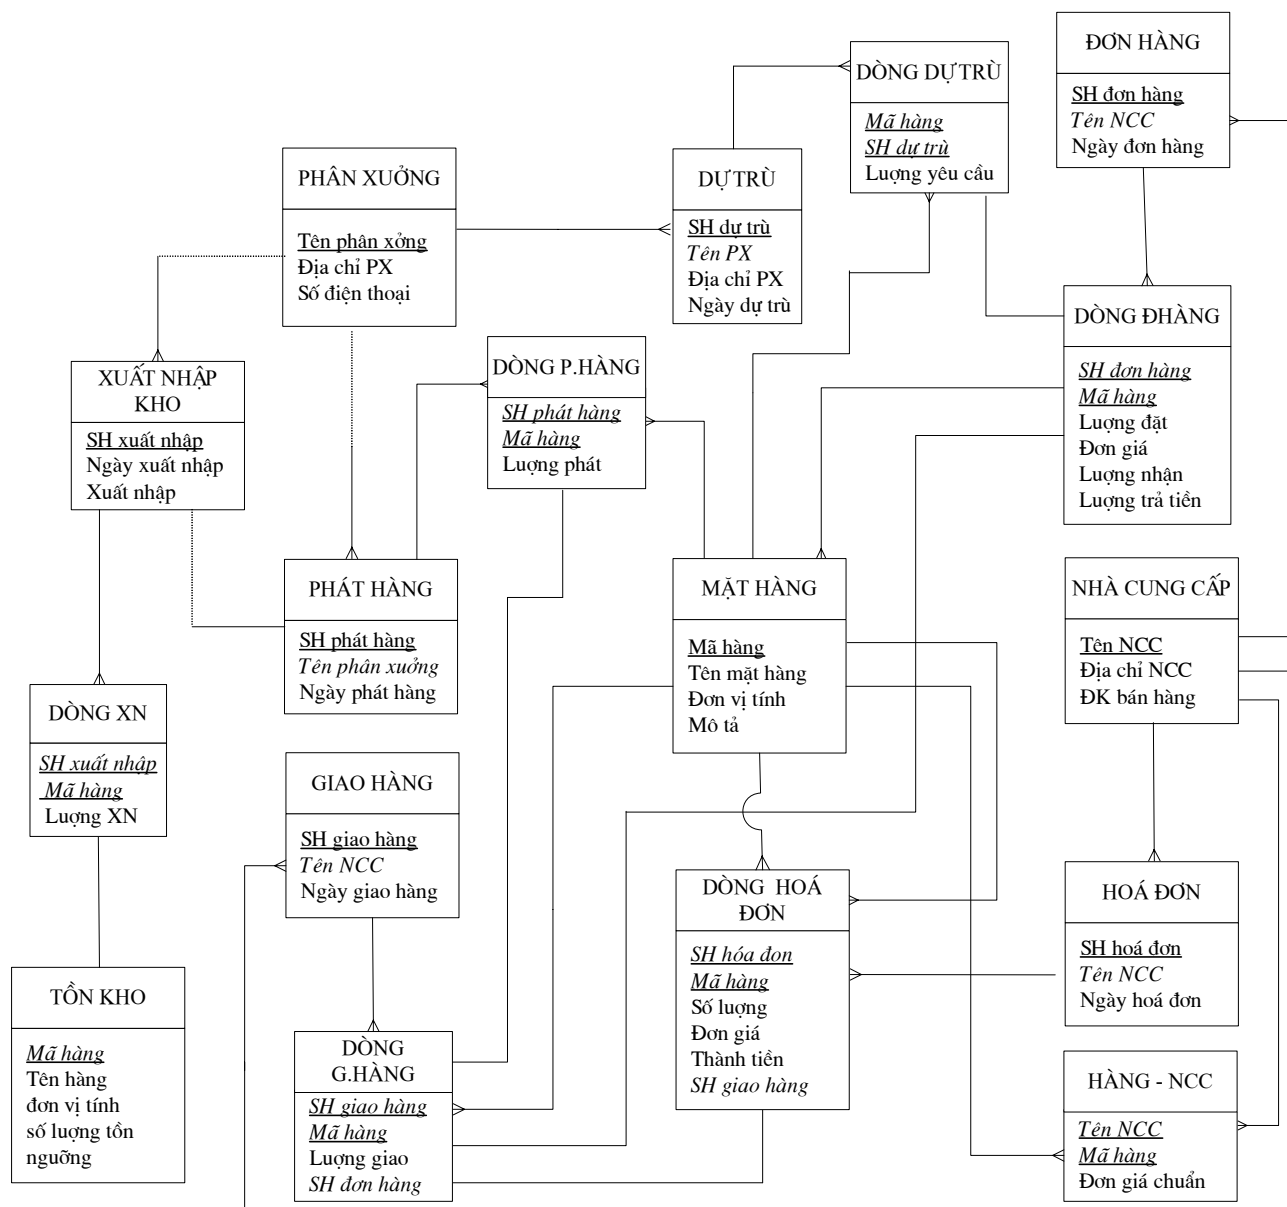 ĐƠN HÀNG
SH đơn hàng
Tên NCC
Ngày đơn hàng
DÒNG DỰ TRÙ
Mã hàng
SH dự trù
Lượng yêu cầu
PHÂN XƯỞNG
Tên phân xởng
Địa chỉ PX
Số điện thoại
DỰ TRÙ
SH dự trù
Tên PX
Địa chỉ PX
Ngày dự trù
DÒNG ĐHÀNG
SH đơn hàng
Mã hàng
Lượng đặt
Đơn giá
Lượng nhận
Lượng trả tiền
XUẤT NHẬP
KHO
SH xuất nhập
Ngày xuất nhập
Xuất nhập
DÒNG P.HÀNG
SH phát hàng
Mã hàng
Lượng phát
PHÁT HÀNG
SH phát hàng
Tên phân xưởng
Ngày phát hàng
MẶT HÀNG
Mã hàng
Tên mặt hàng
Đơn vị tính
Mô tả
NHÀ CUNG CẤP
Tên NCC
Địa chỉ NCC
ĐK bán hàng
DÒNG XN
SH xuất nhập
Mã hàng
Lượng XN
GIAO HÀNG
SH giao hàng
Tên NCC
Ngày giao hàng
DÒNG HOÁ
ĐƠN
SH hóa đon
Mã hàng
Số lượng
Đơn giá
Thành tiền
SH giao hàng
HOÁ ĐƠN
SH hoá đơn
Tên NCC
Ngày hoá đơn
TỒN KHO
Mã hàng
Tên hàng
đơn vị tính
số lượng tồn
ngưỡng
DÒNG
G.HÀNG
SH giao hàng
Mã hàng
Lượng giao
SH đơn hàng
HÀNG - NCC
Tên NCC
Mã hàng
Đơn giá chuẩn